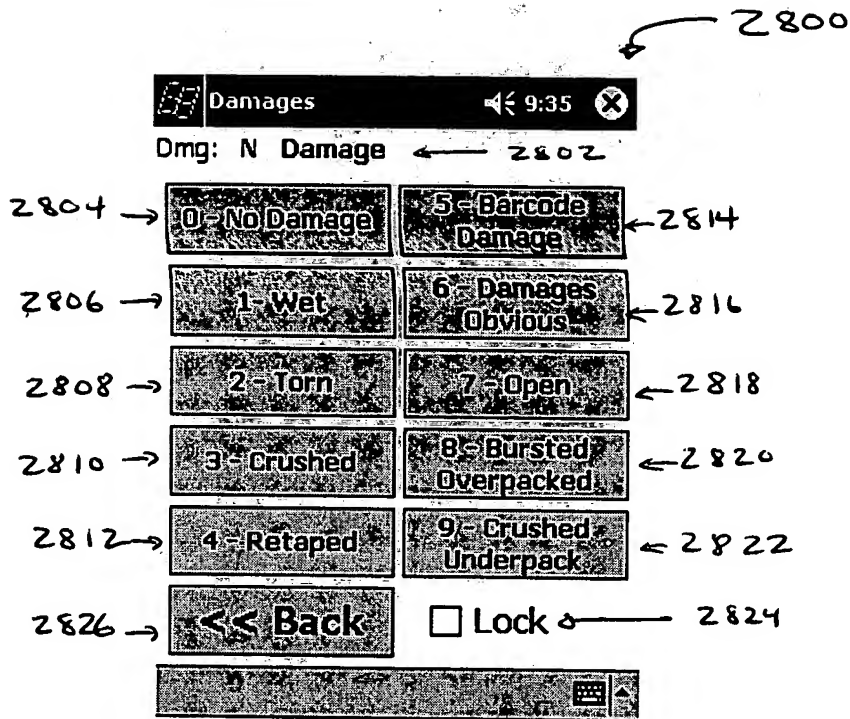 2800
Damages 9:35
Dmg: N Damage 2802
2804 0 - No Damage 5 - Barcode Damage 2814
2806 1 - Wet 6 - Damages Obvious 2816
2808 2 - Torn 7 - Open 2818
2810 3 - Crushed 8 - Bursted Overpacked 2820
2812 4 - Retaped 9 - Crushed Underpack 2822
2826 << Back Lock 2824